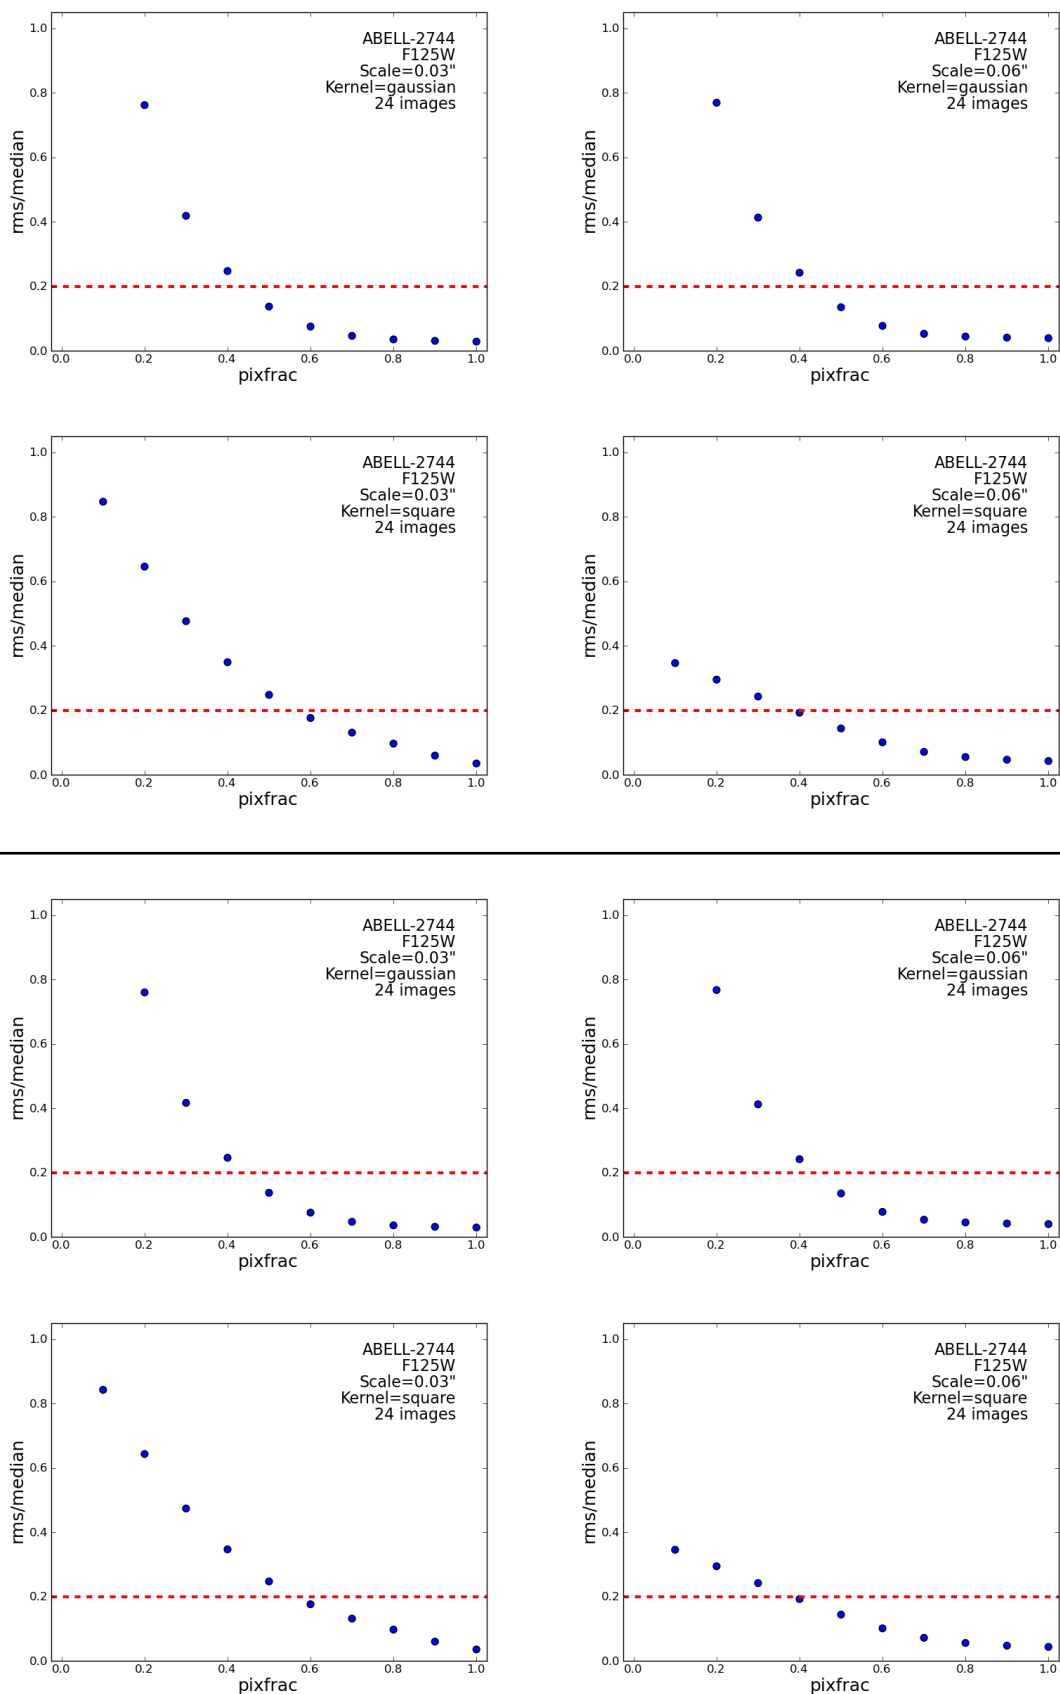 1.0
0.8
0.6
0.4
0.2
0.0
rms/median
ABELL-2744
F125W
Scale=0.03"
Kernel=gaussian
24 images
0.0 0.2 0.4 0.6 0.8 1.0
pixfrac
1.0
0.8
0.6
0.4
0.2
0.0
rms/median
ABELL-2744
F125W
Scale=0.06"
Kernel=gaussian
24 images
0.0 0.2 0.4 0.6 0.8 1.0
pixfrac
1.0
0.8
0.6
0.4
0.2
0.0
rms/median
ABELL-2744
F125W
Scale=0.03"
Kernel=square
24 images
0.0 0.2 0.4 0.6 0.8 1.0
pixfrac
1.0
0.8
0.6
0.4
0.2
0.0
rms/median
ABELL-2744
F125W
Scale=0.06"
Kernel=square
24 images
0.0 0.2 0.4 0.6 0.8 1.0
pixfrac
1.0
0.8
0.6
0.4
0.2
0.0
rms/median
ABELL-2744
F125W
Scale=0.03"
Kernel=gaussian
24 images
0.0 0.2 0.4 0.6 0.8 1.0
pixfrac
1.0
0.8
0.6
0.4
0.2
0.0
rms/median
ABELL-2744
F125W
Scale=0.06"
Kernel=gaussian
24 images
0.0 0.2 0.4 0.6 0.8 1.0
pixfrac
1.0
0.8
0.6
0.4
0.2
0.0
rms/median
ABELL-2744
F125W
Scale=0.03"
Kernel=square
24 images
0.0 0.2 0.4 0.6 0.8 1.0
pixfrac
1.0
0.8
0.6
0.4
0.2
0.0
rms/median
ABELL-2744
F125W
Scale=0.06"
Kernel=square
24 images
0.0 0.2 0.4 0.6 0.8 1.0
pixfrac